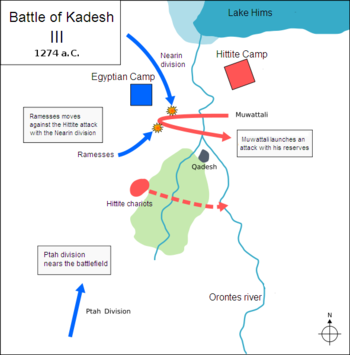 Battle of Kadesh
III
1274 a.C.
Lake Hims
Nearin
division
Hittite Camp
Egyptian Camp
Ramesses moves
against the Hittite attack
with the Nearin division
Muwattali
Muwattali launches an
attack with his reserves
Ramesses
Qadesh
Hittite chariots
Ptah division
nears the battlefield
Orontes river
Ptah Division
N